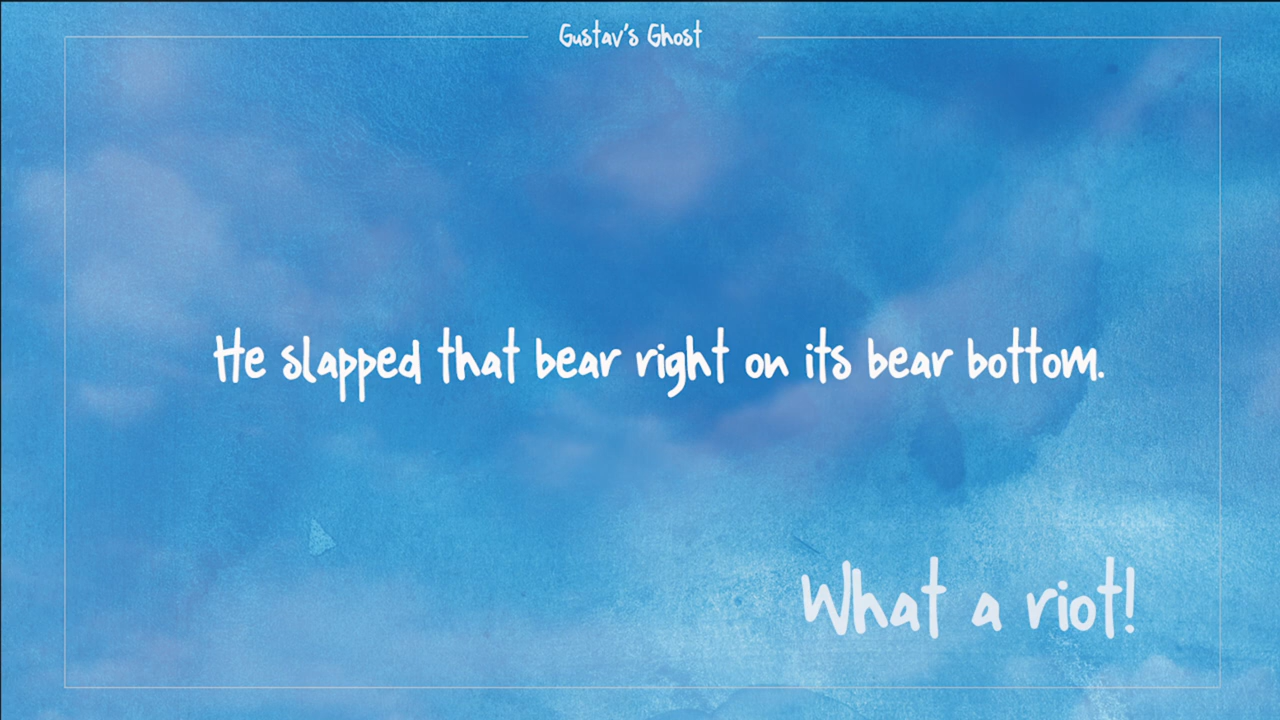 Gustav's Ghost
He slapped that bear right on its bear bottom.
What a riot!